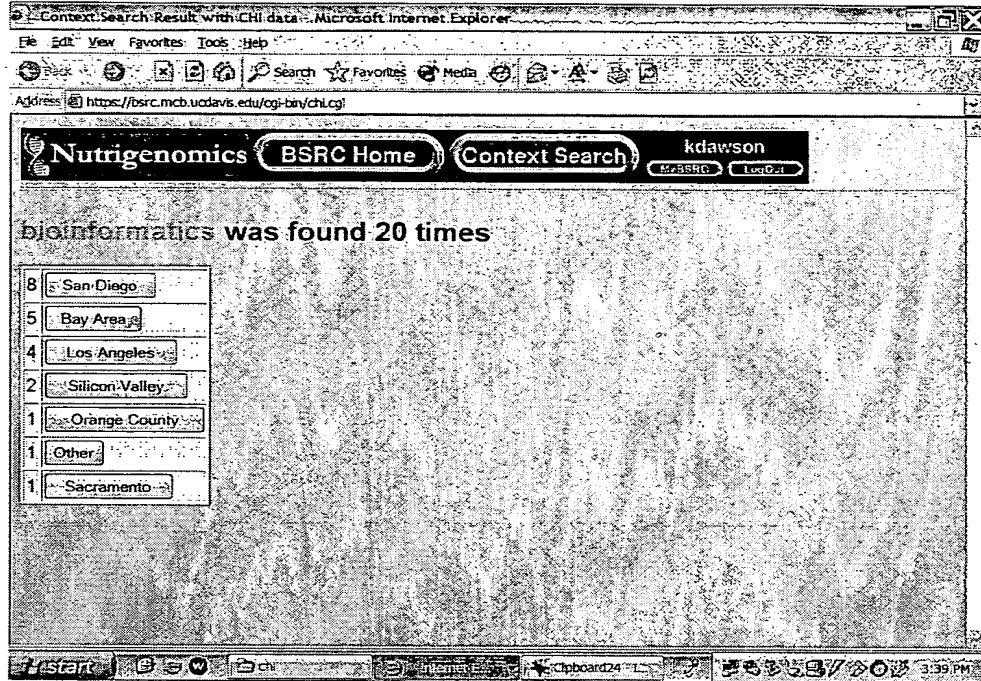 Context Search Result with CHI data - Microsoft Internet Explorer
File Edit View Favorites Tools Help
Back Search Favorites Media
Address https://bsrc.mcb.ucdavis.edu/cgi-bin/chi.cgi
Nutrigenomics BSRC Home Context Search kdawson
MyBSRC LogOut
bioinformatics was found 20 times
8 San Diego
5 Bay Area
4 Los Angeles
2 Silicon Valley
1 Orange County
1 Other
1 Sacramento
start chi Internet Clipboard24 3:39 PM